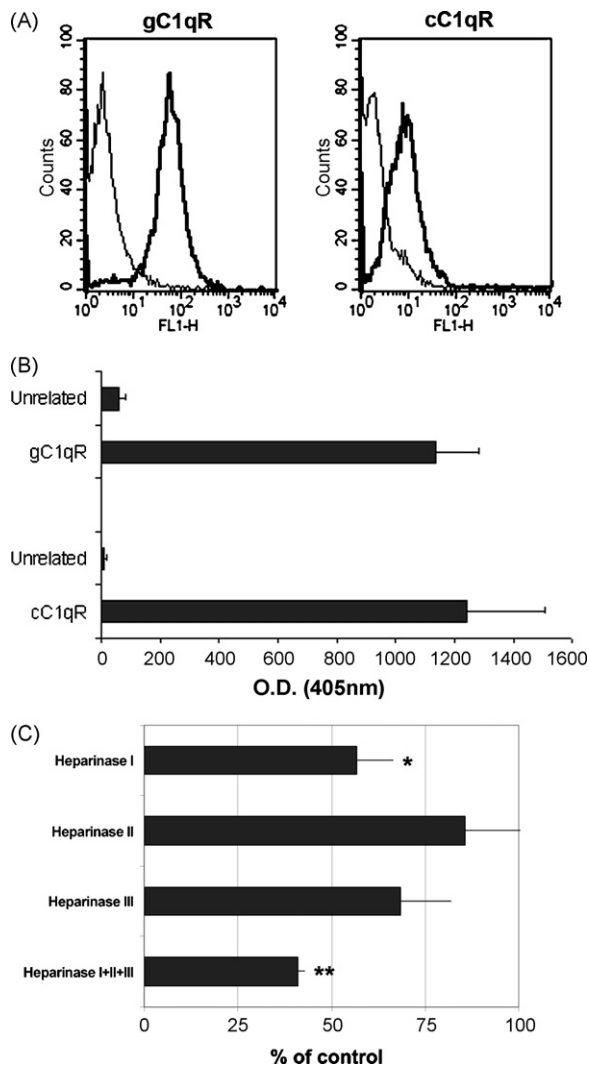 (A)
gC1qR
cC1qR
100
80
60
40
20
0
Counts
10⁰ 10¹ 10² 10³ 10⁴
FL1-H
100
80
60
40
20
0
Counts
10⁰ 10¹ 10² 10³ 10⁴
FL1-H
(B)
Unrelated
gC1qR
Unrelated
cC1qR
0 200 400 600 800 1000 1200 1400 1600
O.D. (405nm)
(C)
Heparinase I
*
Heparinase II
Heparinase III
Heparinase I+II+III
**
0 25 50 75 100
% of control